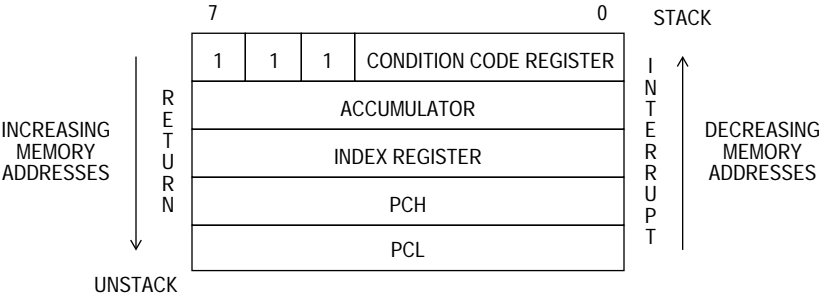 7 0 STACK
1 1 1 CONDITION CODE REGISTER
ACCUMULATOR
INDEX REGISTER
PCH
PCL
INCREASING
MEMORY
ADDRESSES
RETURN
INTERRUPT
DECREASING
MEMORY
ADDRESSES
UNSTACK